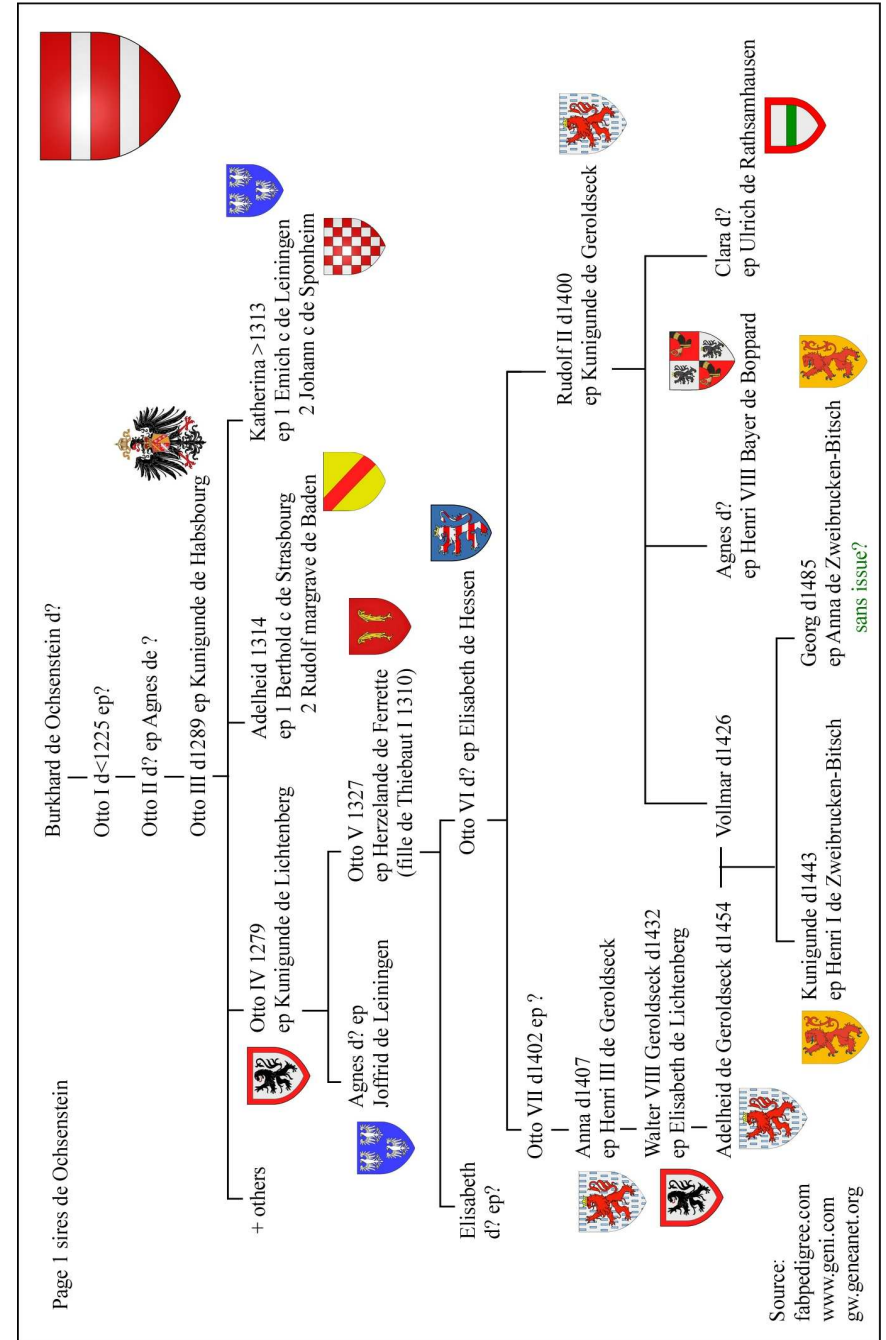 Page 1 sires de Ochsenstein
Burkhard de Ochsenstein d?
Otto I d<1225 ep?
Otto II d? ep Agnes de ?
Otto III d1289 ep Kunigunde de Habsbourg
+ others
Otto IV 1279
ep Kunigunde de Lichtenberg
Adelheid 1314
ep 1 Berthold c de Strasbourg
2 Rudolf margrave de Baden
Katherina >1313
ep 1 Emich c de Leiningen
2 Johann c de Sponheim
Agnes d? ep
Joffrid de Leiningen
Otto V 1327
ep Herzelande de Ferrette
(fille de Thiebaut I 1310)
Elisabeth
d? ep?
Otto VI d? ep Elisabeth de Hessen
Otto VII d1402 ep ?
Rudolf II d1400
ep Kunigunde de Geroldseck
Anna d1407
ep Henri III de Geroldseck
Walter VIII Geroldseck d1432
ep Elisabeth de Lichtenberg
Adelheid de Geroldseck d1454
Vollmar d1426
Agnes d?
ep Henri VIII Bayer de Boppard
Clara d?
ep Ulrich de Rathsamhausen
Kunigunde d1443
ep Henri I de Zweibrucken-Bitsch
Georg d1485
ep Anna de Zweibrucken-Bitsch
sans issue?
Source:
fabpedigree.com
www.geni.com
gw.geneanet.org